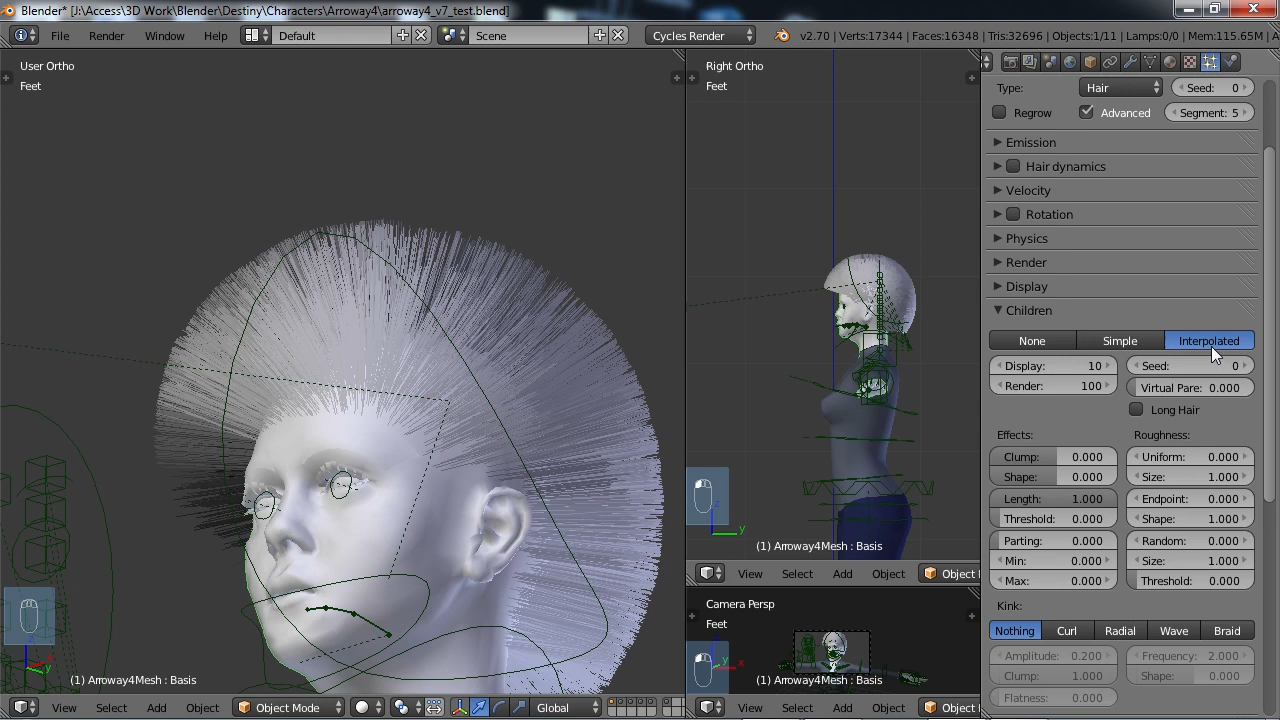 Blender* [J:\Access\3D Work\Blender\Destiny\Characters\Arroway4\arroway4_v7_test.blend]
File Render Window Help Default Scene Cycles Render v2.70 | Verts:17344 | Faces:16348 | Tris:32696 | Objects:1/11 | Lamps:0/0 | Mem:115.65M | A
User Ortho
Feet
Right Ortho
Feet
Type: Hair Seed: 0
Regrow Advanced Segment: 5
Emission
Hair dynamics
Velocity
Rotation
Physics
Render
Display
Children
None Simple Interpolated
Display: 10 Seed: 0
Render: 100 Virtual Pare: 0.000
Long Hair
Effects: Roughness:
Clump: 0.000 Uniform: 0.000
Shape: 0.000 Size: 1.000
Length: 1.000 Endpoint: 0.000
Threshold: 0.000 Shape: 1.000
Parting: 0.000 Random: 0.000
Min: 0.000 Size: 1.000
Max: 0.000 Threshold: 0.000
Kink:
Nothing Curl Radial Wave Braid
Amplitude: 0.200 Frequency: 2.000
Clump: 1.000 Shape: 0.000
Flatness: 0.000
z
y
(1) Arroway4Mesh : Basis
View Select Add Object Object
Camera Persp
Feet
z
y
x
(1) Arroway4Mesh : Basis
View Select Add Object Object
z
x
y
(1) Arroway4Mesh : Basis
View Select Add Object Object Mode Global